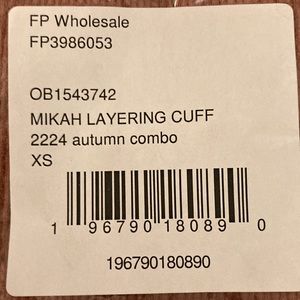 FP Wholesale
FP3986053
OB1543742
MIKAH LAYERING CUFF
2224 autumn combo
XS
1 96790 18089 0
196790180890